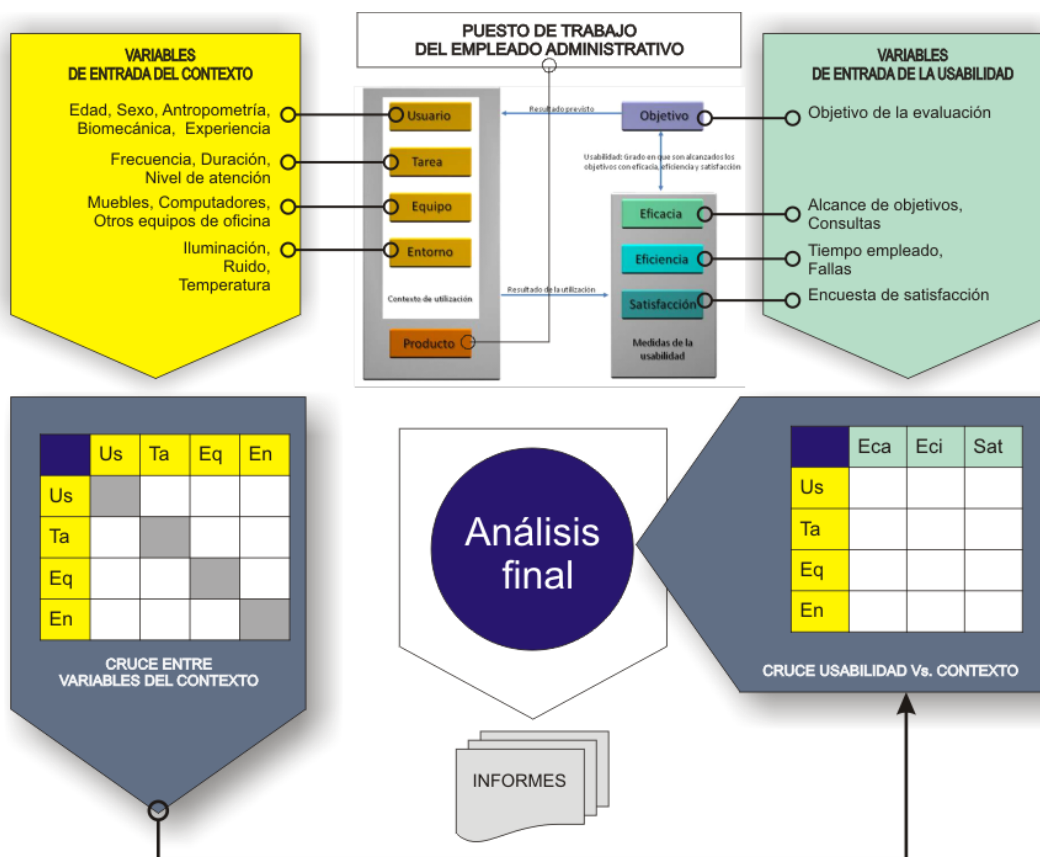 PUESTO DE TRABAJO
DEL EMPLEADO ADMINISTRATIVO
VARIABLES
DE ENTRADA DEL CONTEXTO
Edad, Sexo, Antropometría,
Biomecánica, Experiencia
Frecuencia, Duración,
Nivel de atención
Muebles, Computadores,
Otros equipos de oficina
Iluminación,
Ruido,
Temperatura
Usuario
Tarea
Equipo
Entorno
Contexto de utilización
Producto
Resultado previsto
Objetivo
Usabilidad: Grado en que son alcanzados los
objetivos con eficacia, eficiencia y satisfacción
Resultado de la utilización
Eficacia
Eficiencia
Satisfacción
Medidas de la
usabilidad
VARIABLES
DE ENTRADA DE LA USABILIDAD
Objetivo de la evaluación
Alcance de objetivos,
Consultas
Tiempo empleado,
Fallas
Encuesta de satisfacción
Us Ta Eq En
Us
Ta
Eq
En
CRUCE ENTRE
VARIABLES DEL CONTEXTO
Análisis
final
INFORMES
Eca Eci Sat
Us
Ta
Eq
En
CRUCE USABILIDAD Vs. CONTEXTO